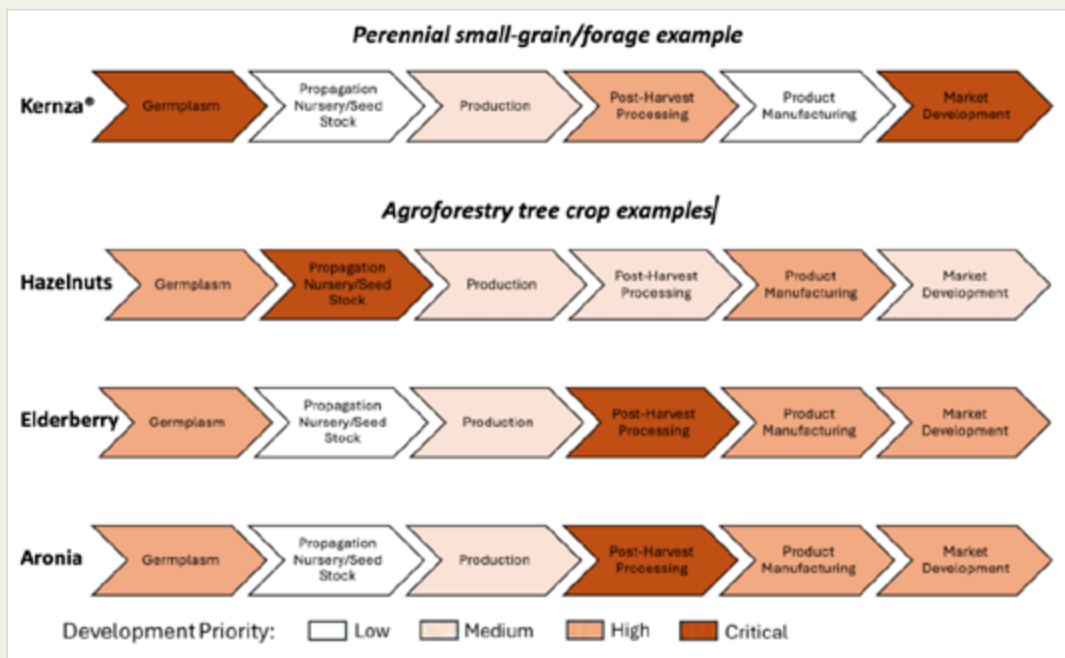 Perennial small-grain/forage example
Kernza®
Germplasm
Propagation
Nursery/Seed
Stock
Production
Post-Harvest
Processing
Product
Manufacturing
Market
Development
Agroforestry tree crop examples
Hazelnuts
Germplasm
Propagation
Nursery/Seed
Stock
Production
Post-Harvest
Processing
Product
Manufacturing
Market
Development
Elderberry
Germplasm
Propagation
Nursery/Seed
Stock
Production
Post-Harvest
Processing
Product
Manufacturing
Market
Development
Aronia
Germplasm
Propagation
Nursery/Seed
Stock
Production
Post-Harvest
Processing
Product
Manufacturing
Market
Development
Development Priority: Low Medium High Critical